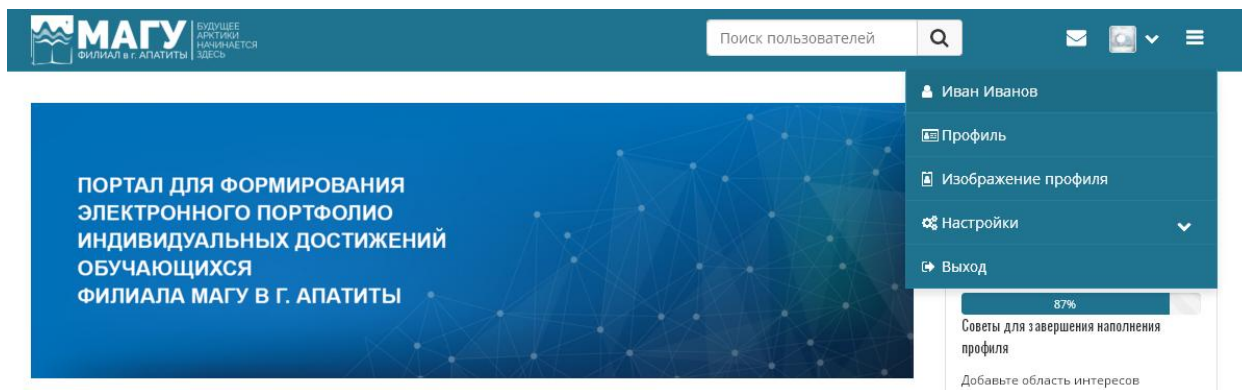 МАГУ
ФИЛИАЛ в г. АПАТИТЫ
БУДУЩЕЕ
АРКТИКИ
НАЧИНАЕТСЯ
ЗДЕСЬ
Поиск пользователей
Иван Иванов
Профиль
Изображение профиля
Настройки
Выход
ПОРТАЛ ДЛЯ ФОРМИРОВАНИЯ
ЭЛЕКТРОННОГО ПОРТФОЛИО
ИНДИВИДУАЛЬНЫХ ДОСТИЖЕНИЙ
ОБУЧАЮЩИХСЯ
ФИЛИАЛА МАГУ В Г. АПАТИТЫ
87%
Советы для завершения наполнения
профиля
Добавьте область интересов